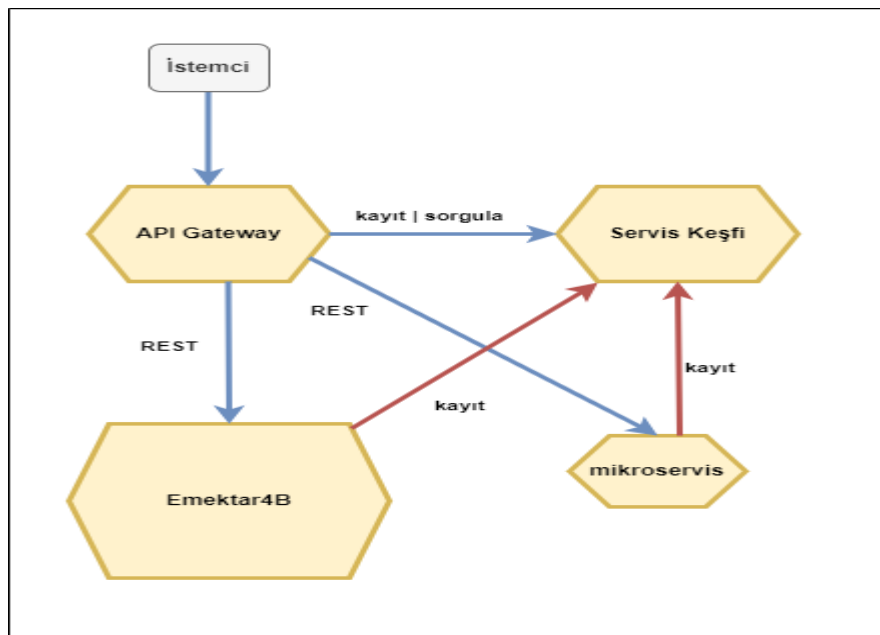 İstemci
API Gateway
kayıt | sorgula
Servis Keşfi
REST
REST
kayıt
kayıt
Emektar4B
mikroservis